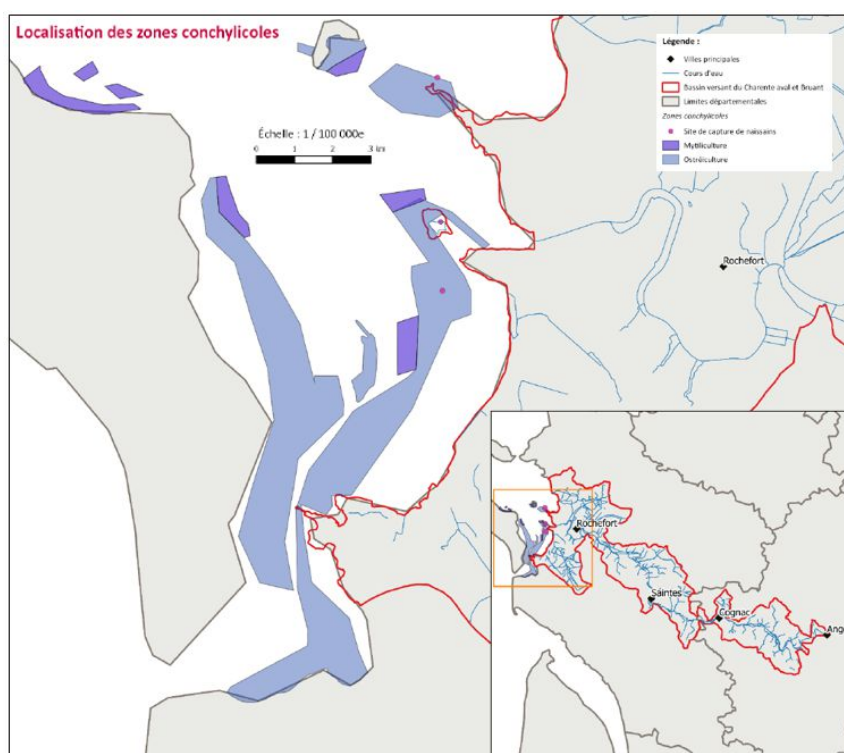 Localisation des zones conchylicoles
Légende :
Villes principales
Cours d'eau
Bassin versant du Charente aval et Bruant
Limites départementales
Zones conchylicoles
Site de capture de naissains
Mytiliculture
Ostréiculture
Échelle : 1 / 100 000e
0 1 2 3 km
Rochefort
Rochefort
Saintes
Cognac
Ang